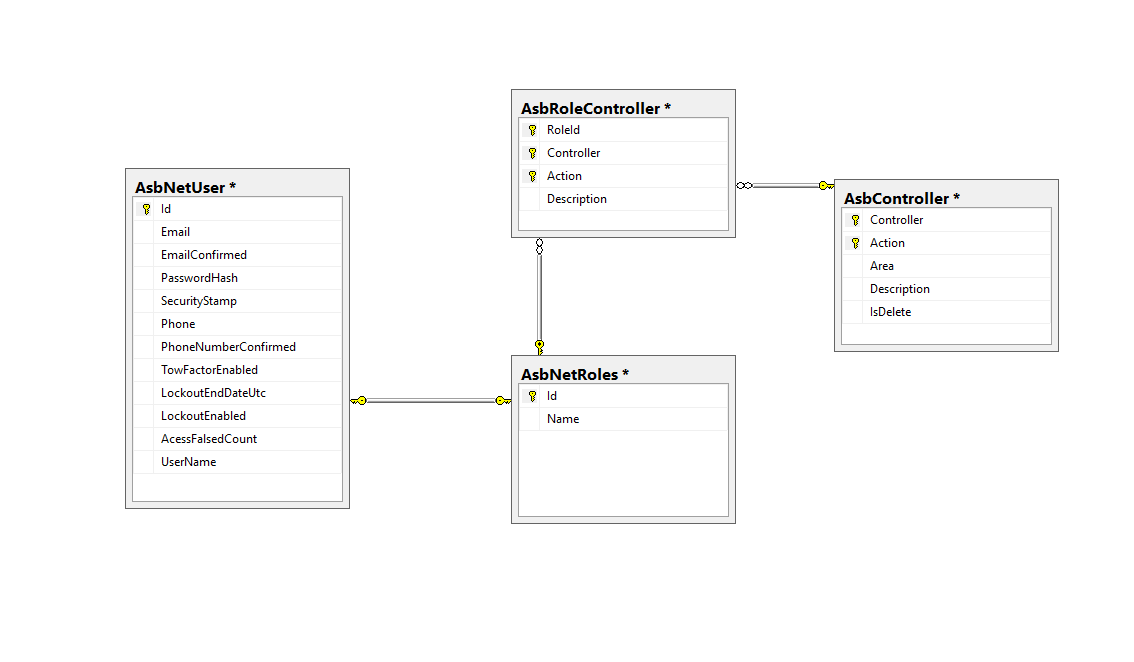 AsbRoleController *
RoleId
Controller
Action
Description
AsbNetUser *
Id
Email
EmailConfirmed
PasswordHash
SecurityStamp
Phone
PhoneNumberConfirmed
TowFactorEnabled
LockoutEndDateUtc
LockoutEnabled
AcessFalsedCount
UserName
AsbController *
Controller
Action
Area
Description
IsDelete
AsbNetRoles *
Id
Name